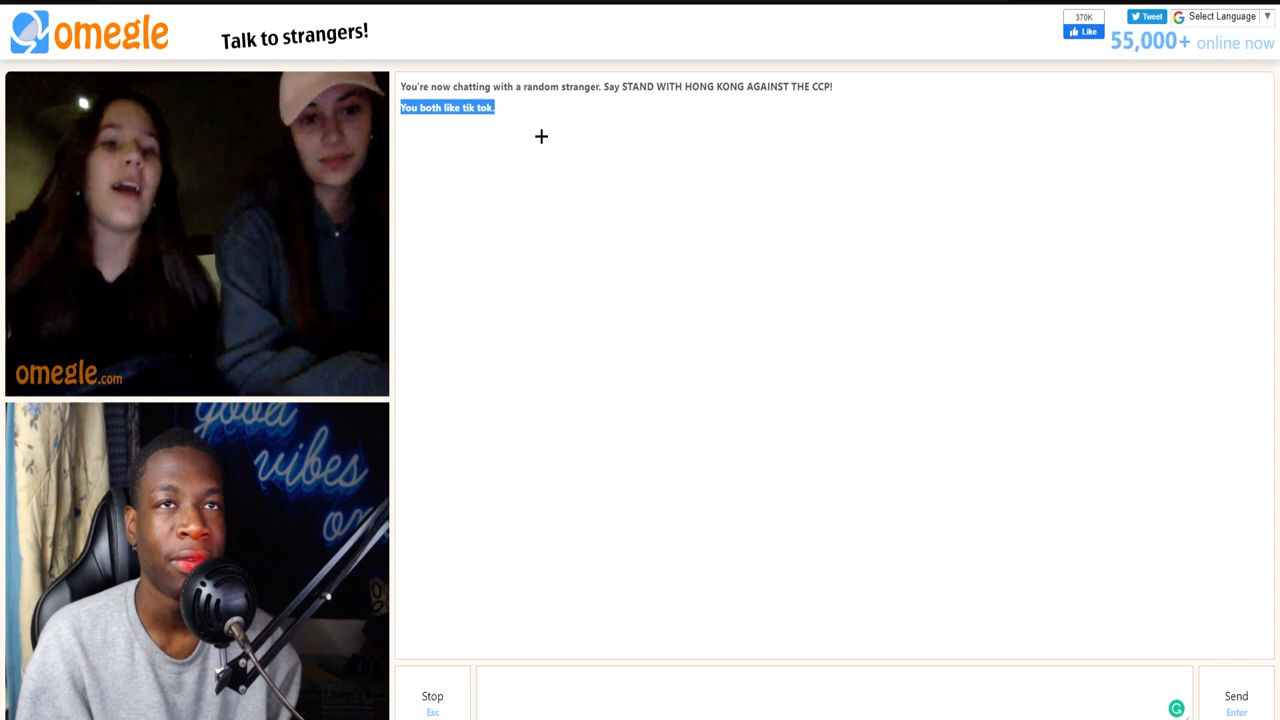 omegle
Talk to strangers!
370K
Like
Tweet
Select Language
55,000+ online now
You're now chatting with a random stranger. Say STAND WITH HONG KONG AGAINST THE CCP!
You both like tik tok.
omegle.com
good
vibes
on
Stop
Esc
Send
Enter